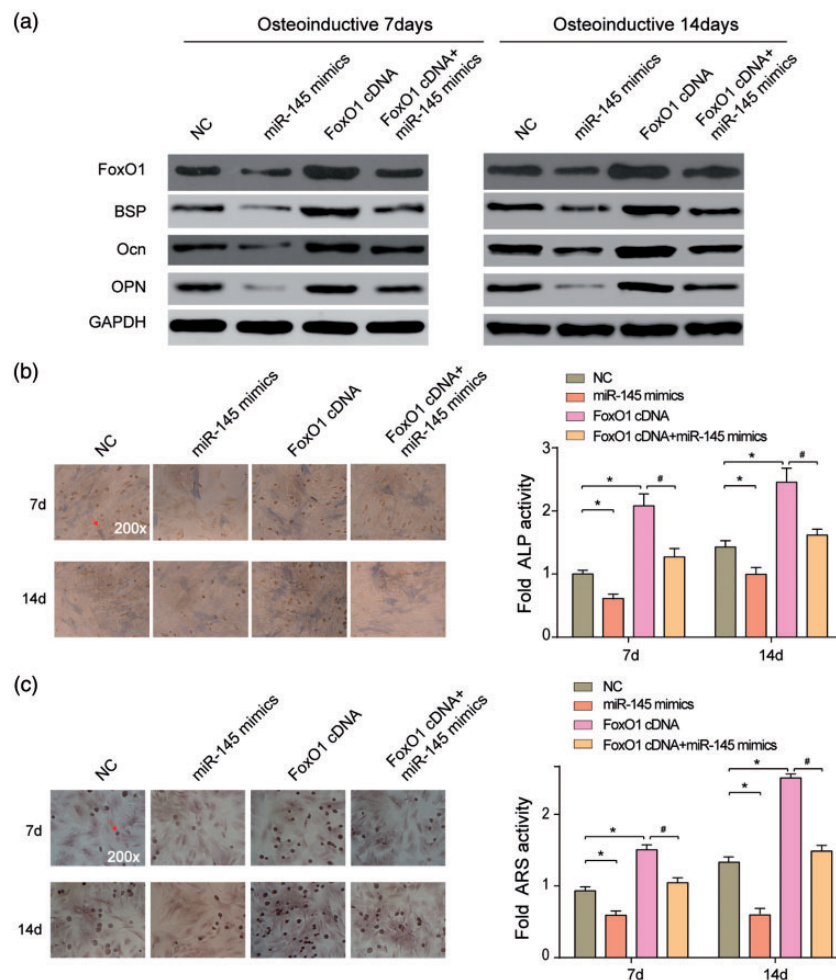 (a)
Osteoinductive 7days
Osteoinductive 14days
NC
miR-145 mimics
FoxO1 cDNA
FoxO1 cDNA+
miR-145 mimics
NC
miR-145 mimics
FoxO1 cDNA
FoxO1 cDNA+
miR-145 mimics
FoxO1
BSP
Ocn
OPN
GAPDH
(b)
NC
miR-145 mimics
FoxO1 cDNA
FoxO1 cDNA+
miR-145 mimics
7d
200x
14d
NC
miR-145 mimics
FoxO1 cDNA
FoxO1 cDNA+miR-145 mimics
Fold ALP activity
3
2
1
0
* * #
* * #
7d 14d
(c)
NC
miR-145 mimics
FoxO1 cDNA
FoxO1 cDNA+
miR-145 mimics
7d
200x
14d
NC
miR-145 mimics
FoxO1 cDNA
FoxO1 cDNA+miR-145 mimics
Fold ARS activity
2
1
0
* * #
* * #
7d 14d